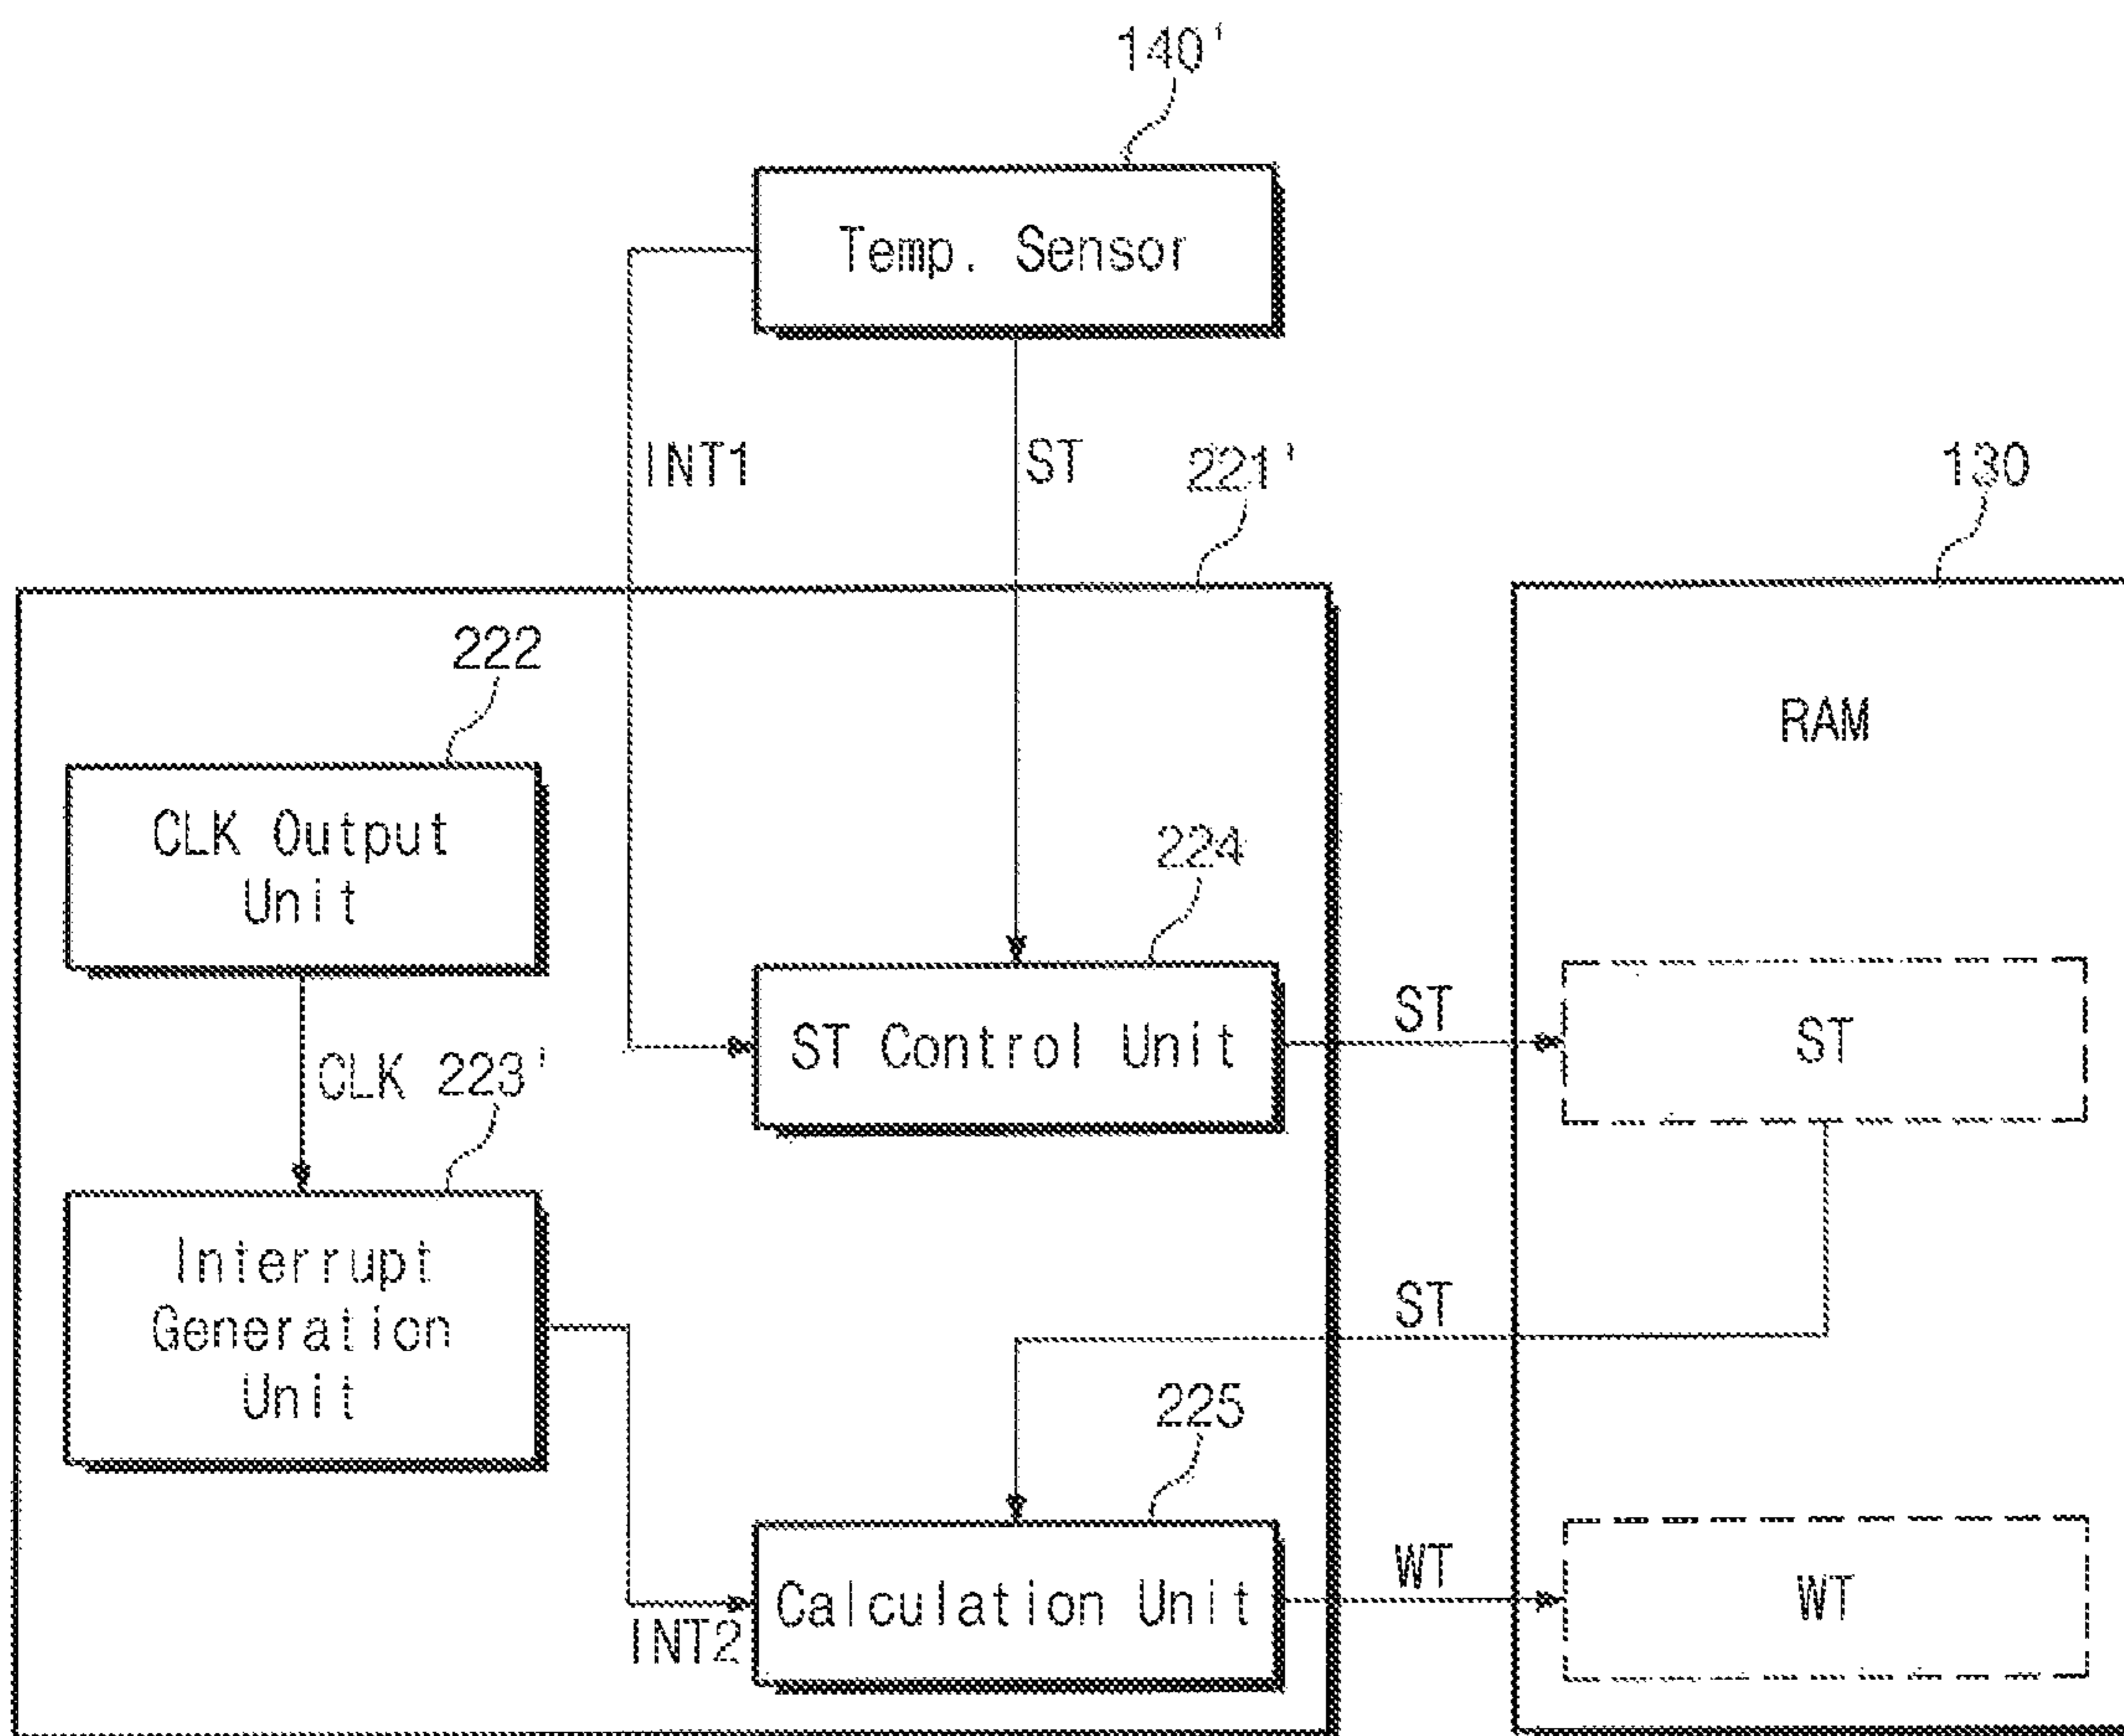 140'
Temp. Sensor
INT1
ST
221'
130
222
RAM
CLK Output
Unit
224
ST Control Unit
ST
ST
CLK
223'
Interrupt
Generation
Unit
ST
225
INT2
Calculation Unit
WT
WT